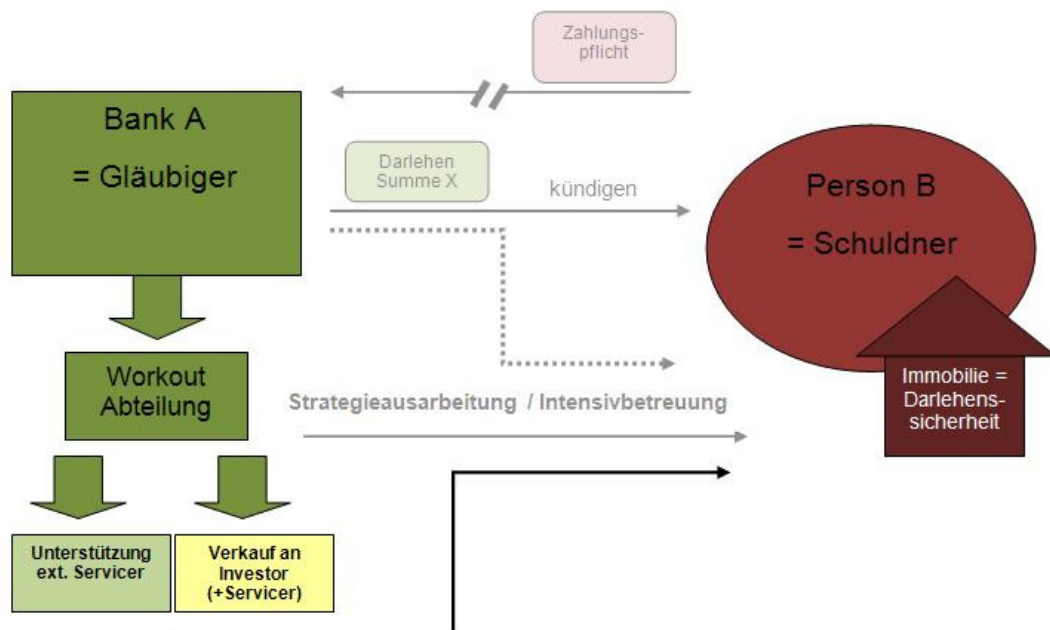 Zahlungs-
pflicht
Bank A
= Gläubiger
Darlehen
Summe X
kündigen
Person B
= Schuldner
Workout
Abteilung
Strategieausarbeitung / Intensivbetreuung
Immobilie =
Darlehens-
sicherheit
Unterstützung
ext. Servicer
Verkauf an
Investor
(+Servicer)